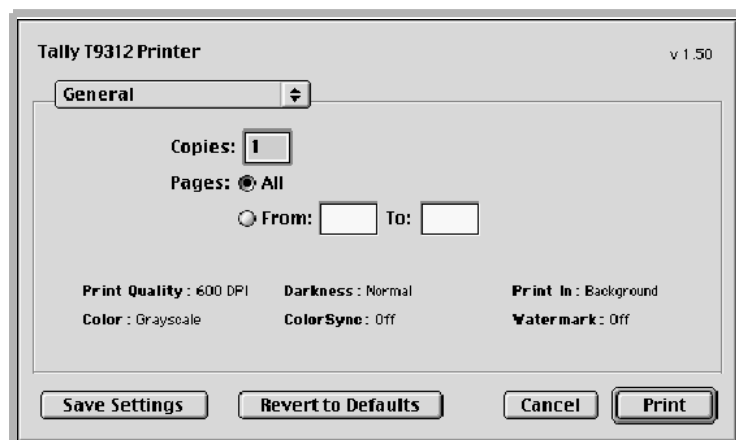 Tally T9312 Printer v 1.50
General
Copies: 1
Pages: All
From: To:
Print Quality : 600 DPI Darkness : Normal Print In : Background
Color : Grayscale ColorSync : Off Watermark : Off
Save Settings Revert to Defaults Cancel Print